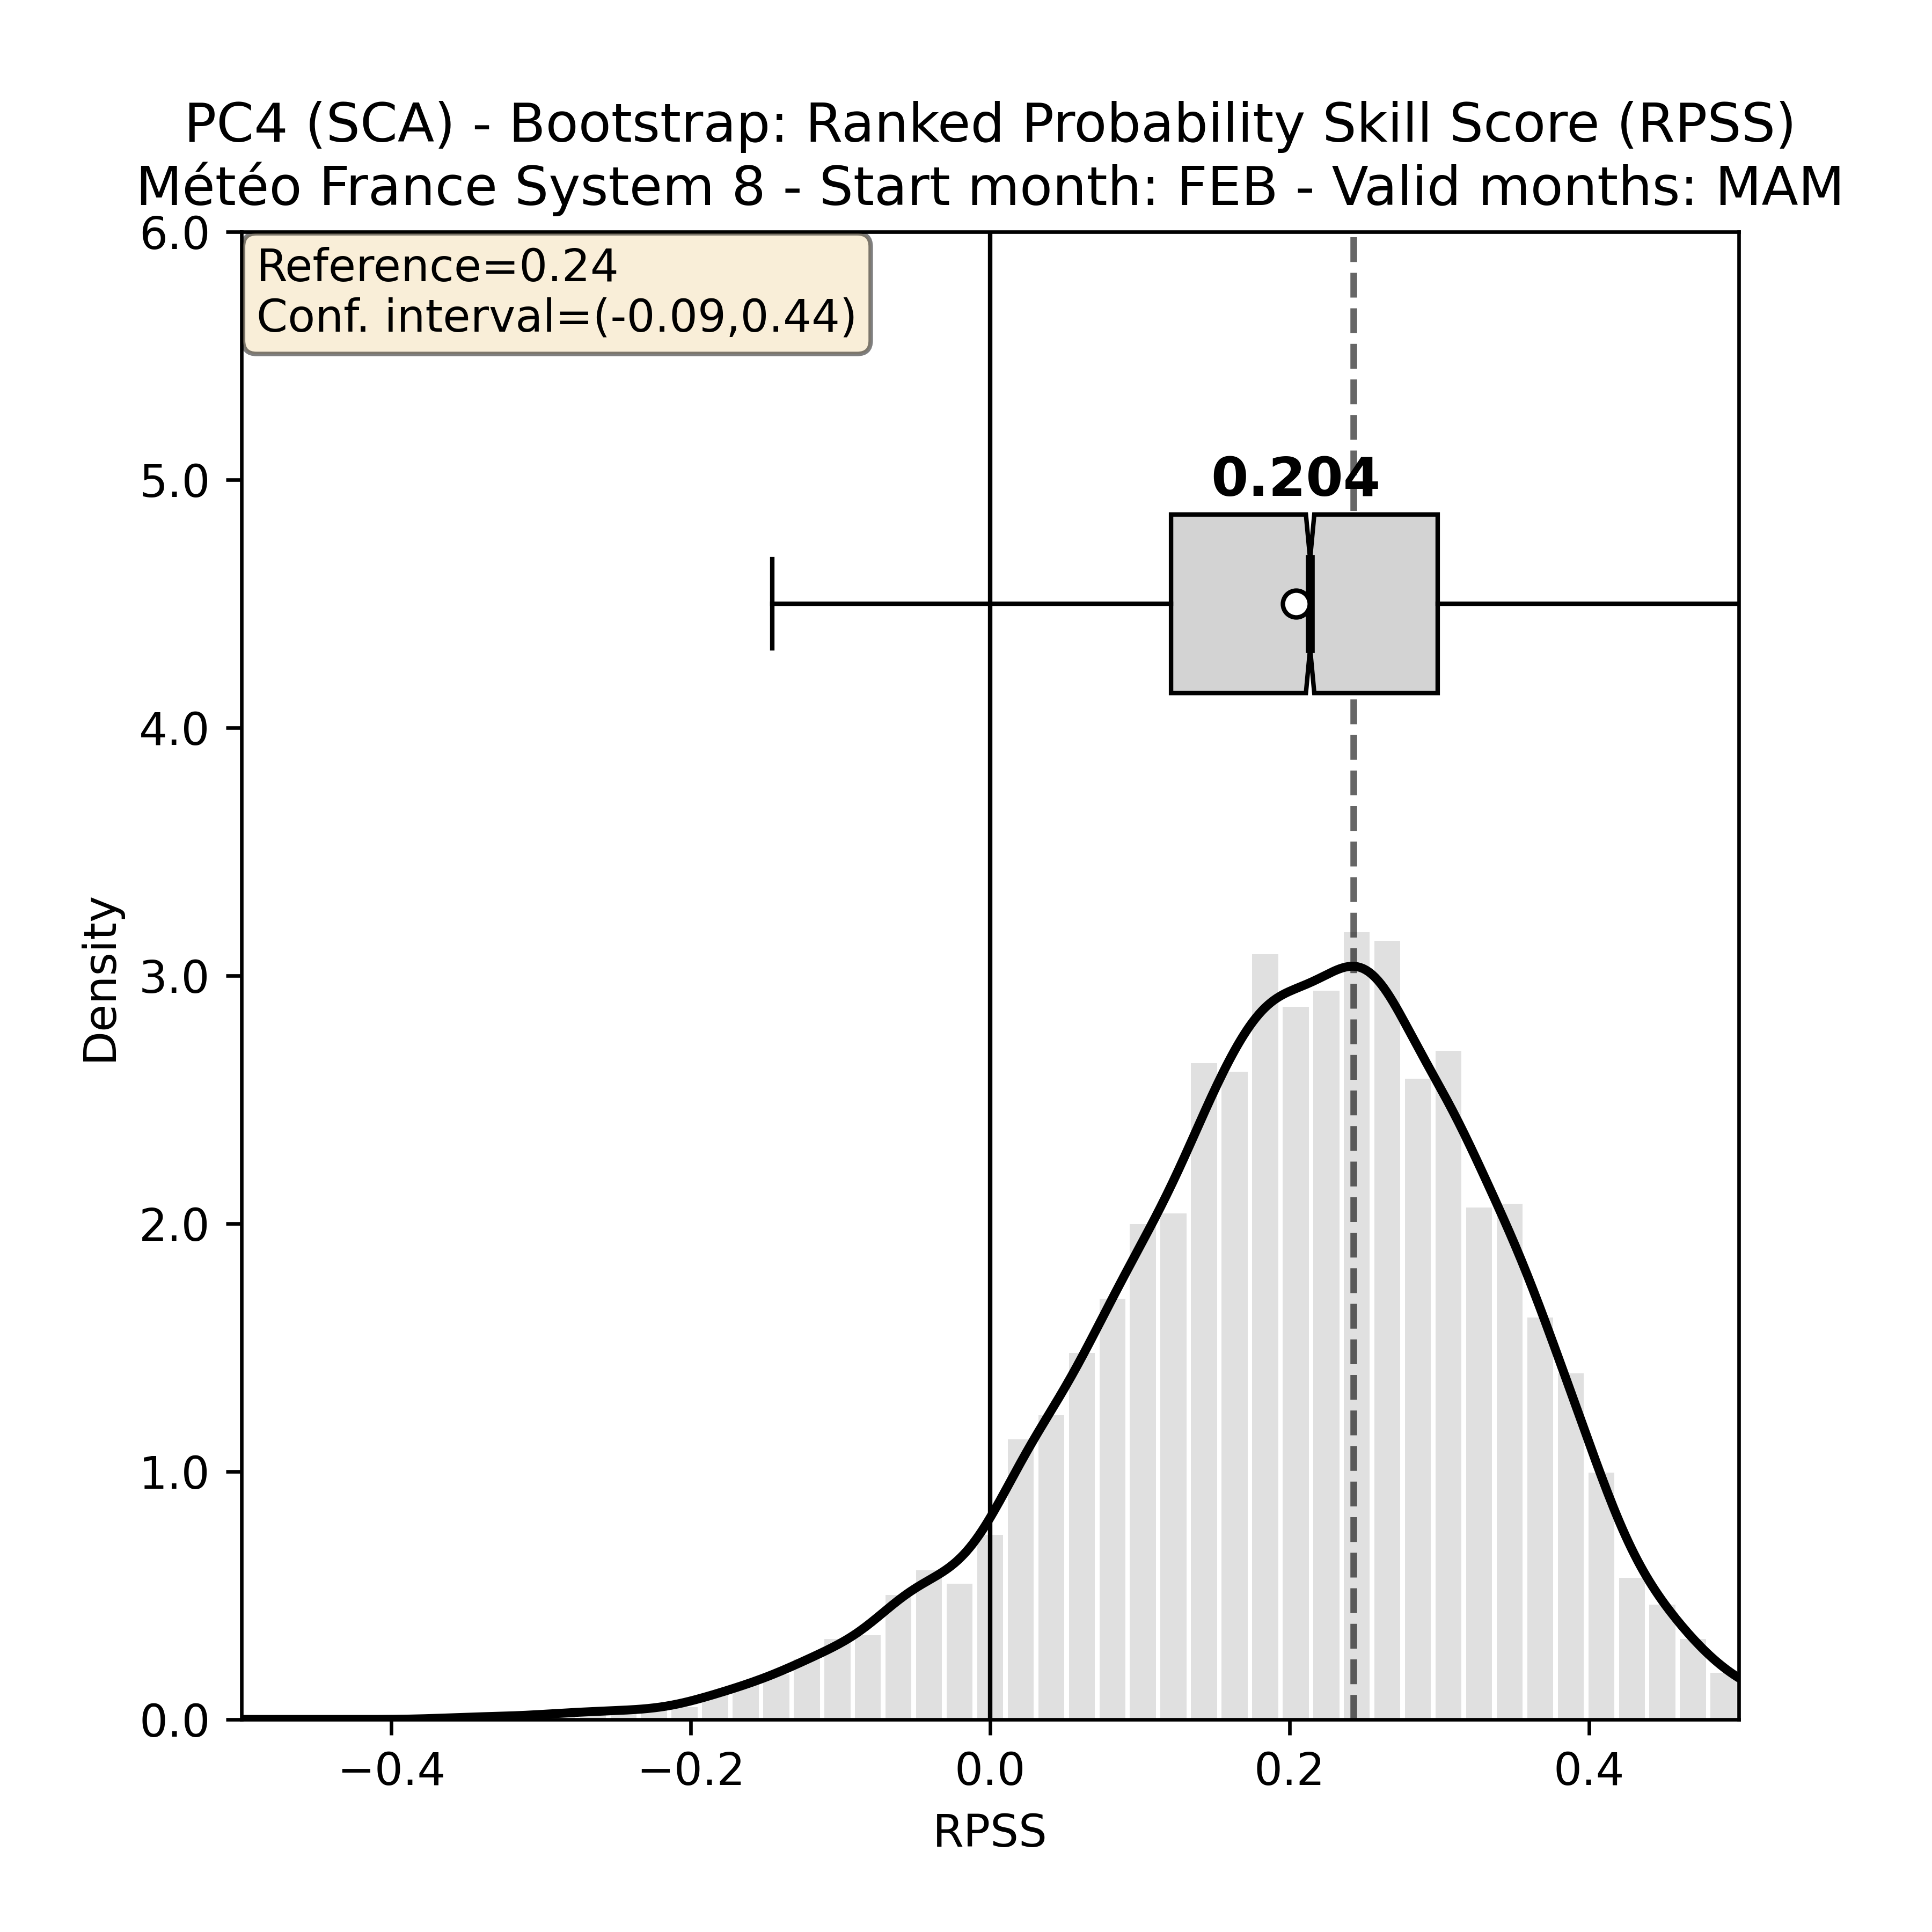 PC4 (SCA) - Bootstrap: Ranked Probability Skill Score (RPSS)
Météo France System 8 - Start month: FEB - Valid months: MAM
Reference=0.24
Conf. interval=(-0.09,0.44)
0.204
Density
6.0
5.0
4.0
3.0
2.0
1.0
0.0
−0.4
−0.2
0.0
0.2
0.4
RPSS